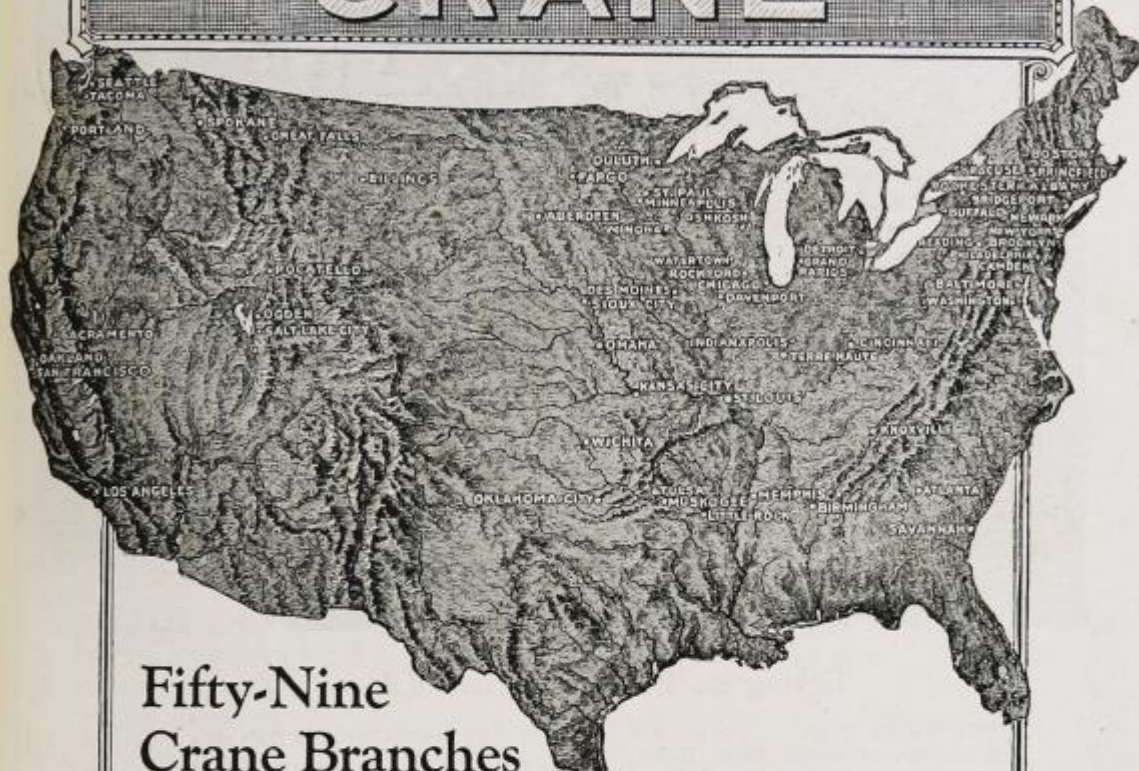 CRANE
SEATTLE
TACOMA
PORTLAND
SPOKANE
GREAT FALLS
BILLINGS
DULUTH
FARGO
ST. PAUL
MINNEAPOLIS
OSHKOSH
ABERDEEN
WINONA
BOSTON
SYRACUSE SPRINGFIELD
ROCHESTER ALBANY
BRIDGEPORT
BUFFALO NEWARK
NEW YORK
READING BROOKLYN
PHILADELPHIA
CAMDEN
BALTIMORE
WASHINGTON
DETROIT
GRAND
RAPIDS
WATERTOWN
ROCKFORD
CHICAGO
DAVENPORT
DES MOINES
SIOUX CITY
POCATELLO
OGDEN
SALT LAKE CITY
SACRAMENTO
OAKLAND
SAN FRANCISCO
OMAHA
INDIANAPOLIS
CINCINNATI
TERRE HAUTE
KANSAS CITY
ST. LOUIS
WICHITA
KNOXVILLE
LOS ANGELES
OKLAHOMA CITY
TULSA
MUSKOGEE
MEMPHIS
LITTLE ROCK
BIRMINGHAM
ATLANTA
SAVANNAH
Fifty-Nine
Crane Branches